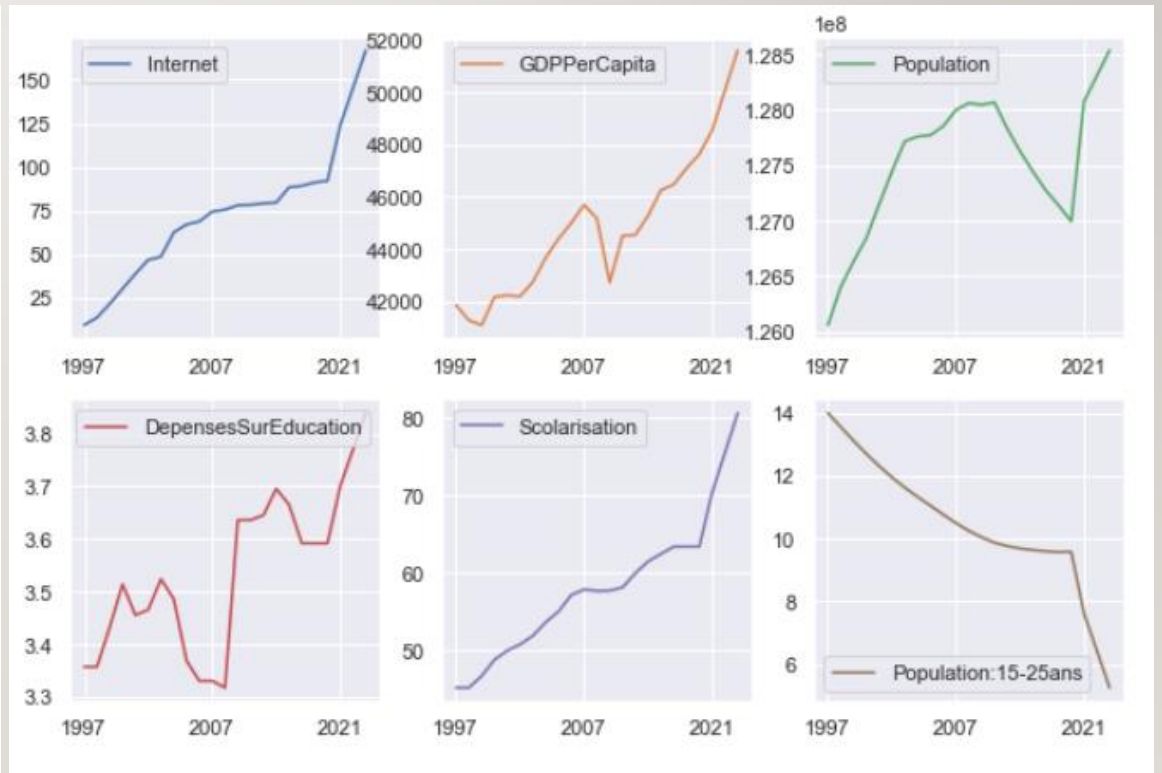 1e8
Internet
150
125
100
75
50
25
1997 2007 2021
GDPPerCapita
52000
50000
48000
46000
44000
42000
1997 2007 2021
Population
1.285
1.280
1.275
1.270
1.265
1.260
1997 2007 2021
DepensesSurEducation
3.8
3.7
3.6
3.5
3.4
3.3
1997 2007 2021
Scolarisation
80
70
60
50
1997 2007 2021
14
12
10
8
6
Population:15-25ans
1997 2007 2021